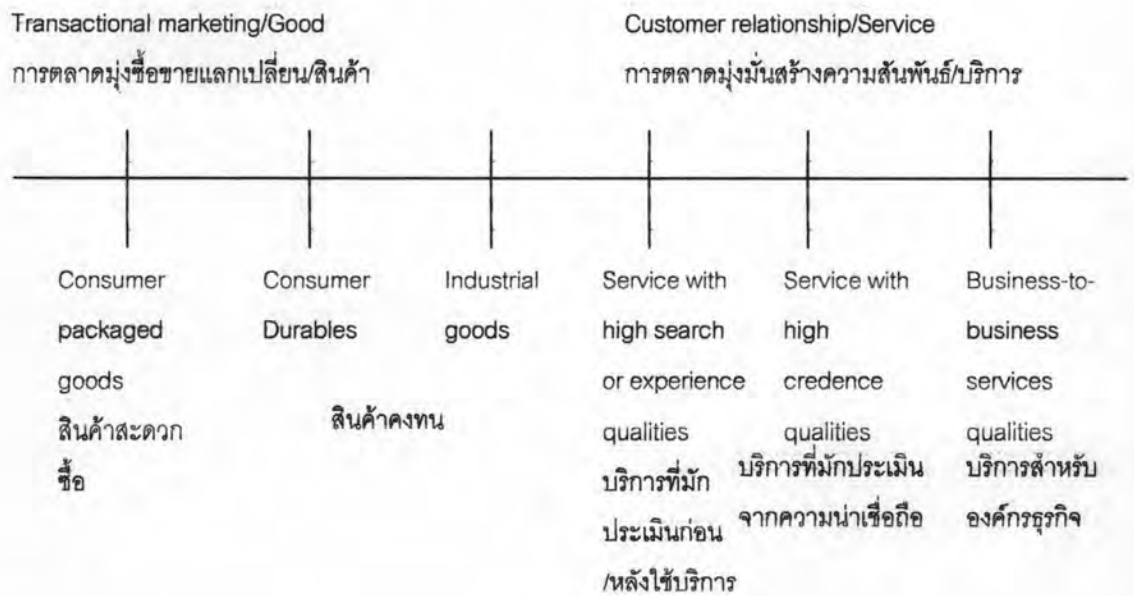 Transactional marketing/Good
การตลาดมุ่งซื้อขายแลกเปลี่ยน/สินค้า
Customer relationship/Service
การตลาดมุ่งมั่นสร้างความสัมพันธ์/บริการ
Consumer
packaged
goods
สินค้าสะดวก
ซื้อ
Consumer
Durables
สินค้าคงทน
Industrial
goods
Service with
high search
or experience
qualities
บริการที่มัก
ประเมินก่อน
/หลังใช้บริการ
Service with
high
credence
qualities
บริการที่มักประเมิน
จากความน่าเชื่อถือ
Business-to-
business
services
qualities
บริการสำหรับ
องค์กรธุรกิจ